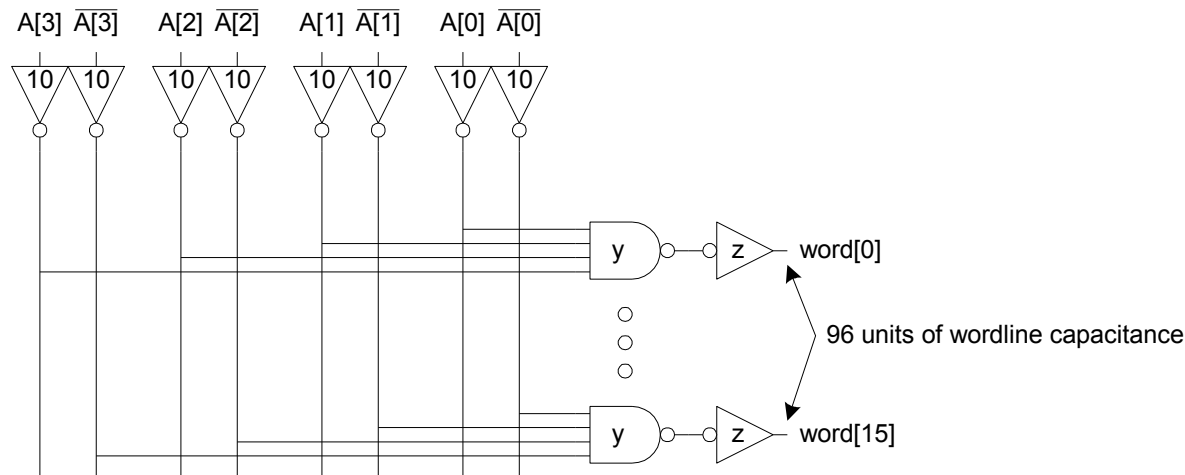 A[3] A̅[̅3̅]̅ A[2] A̅[̅2̅]̅ A[1] A̅[̅1̅]̅ A[0] A̅[̅0̅]̅
10 10 10 10 10 10 10 10
y z word[0]
96 units of wordline capacitance
y z word[15]